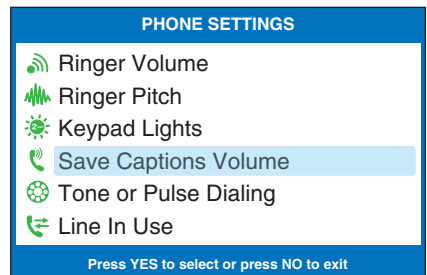 PHONE SETTINGS
Ringer Volume
Ringer Pitch
Keypad Lights
Save Captions Volume
Tone or Pulse Dialing
Line In Use
Press YES to select or press NO to exit